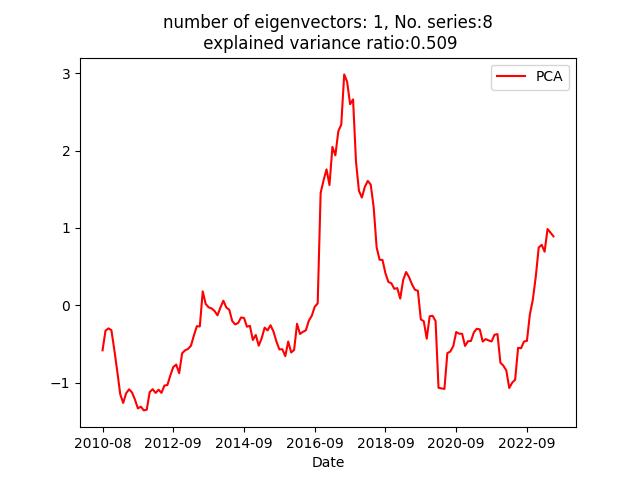 number of eigenvectors: 1, No. series:8
explained variance ratio:0.509
PCA
3
2
1
0
−1
2010-08 2012-09 2014-09 2016-09 2018-09 2020-09 2022-09
Date